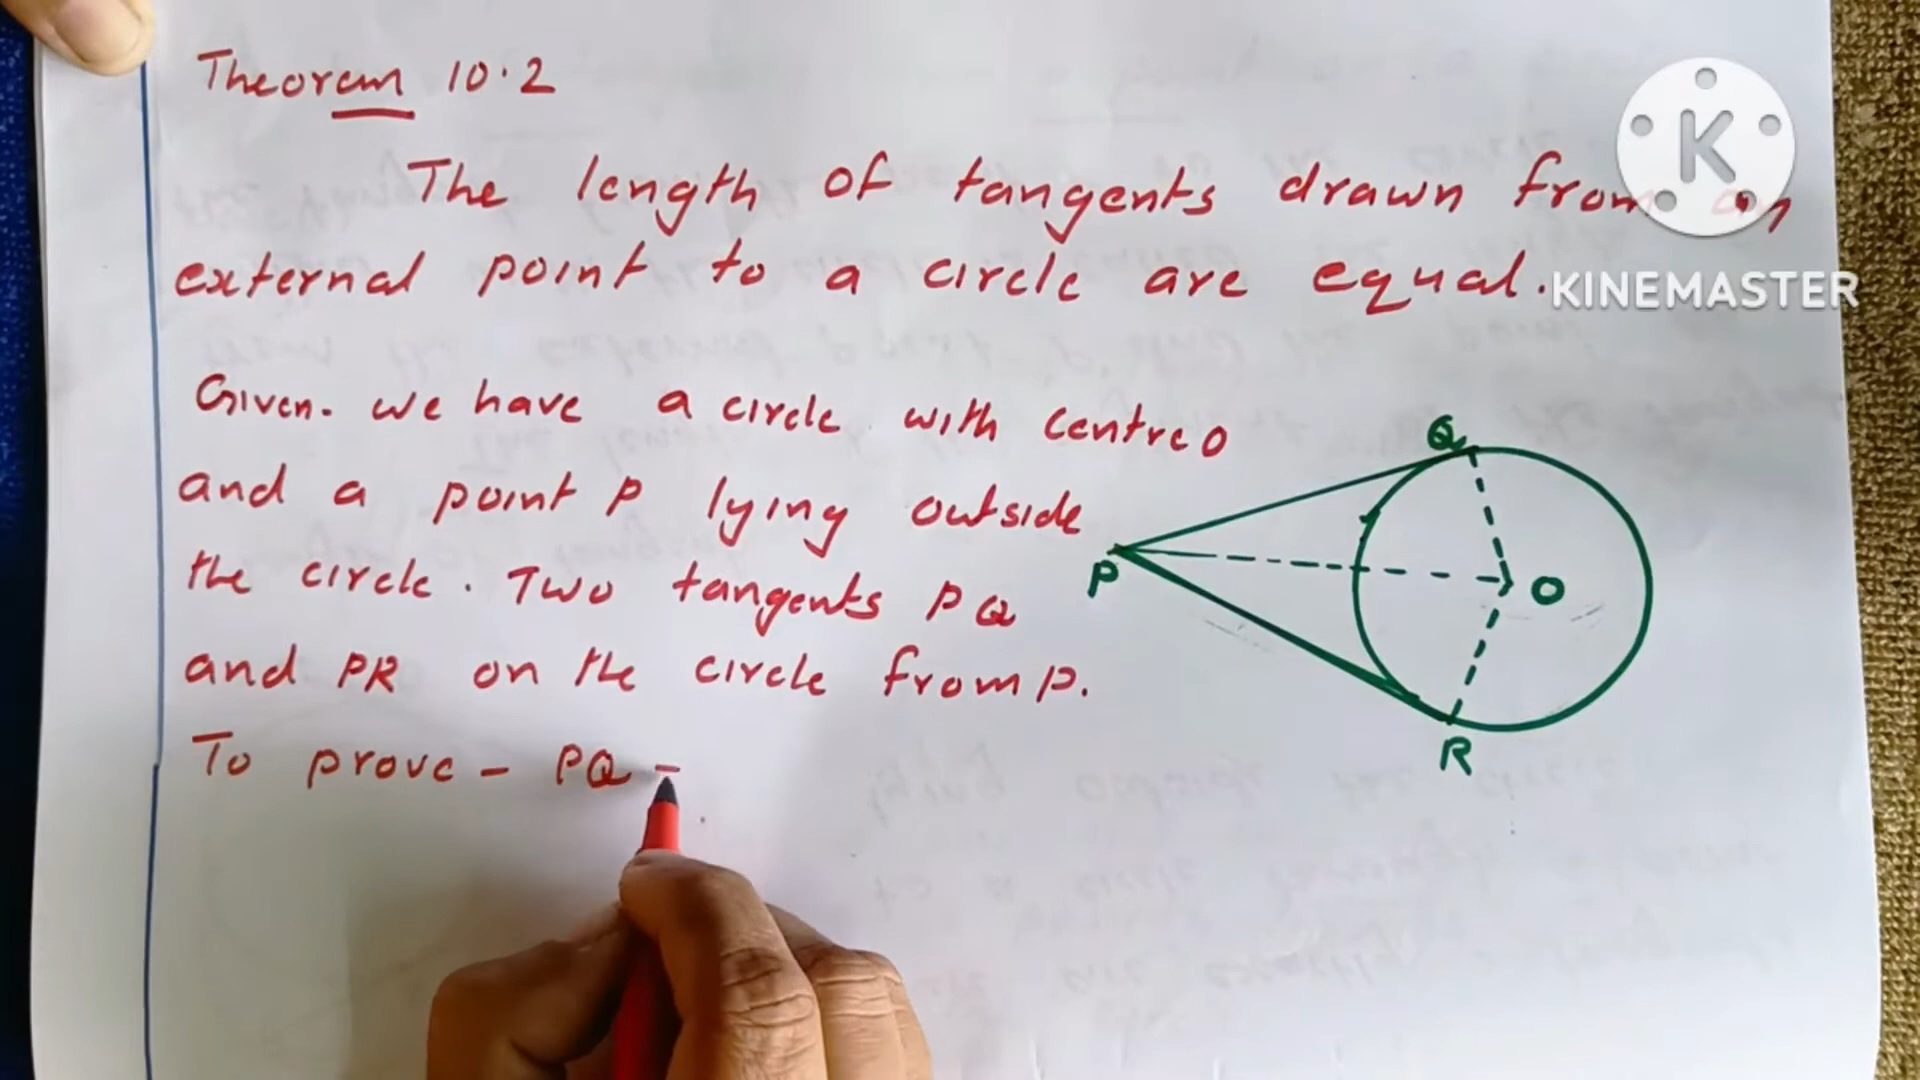 Theorem 10.2
The length of tangents drawn from an
external point to a circle are equal.
KINEMASTER
Given. we have a circle with centre O
and a point P lying outside
the circle. Two tangents PQ
and PR on the circle from P.
To prove - PQ -
Q
P
O
R
K